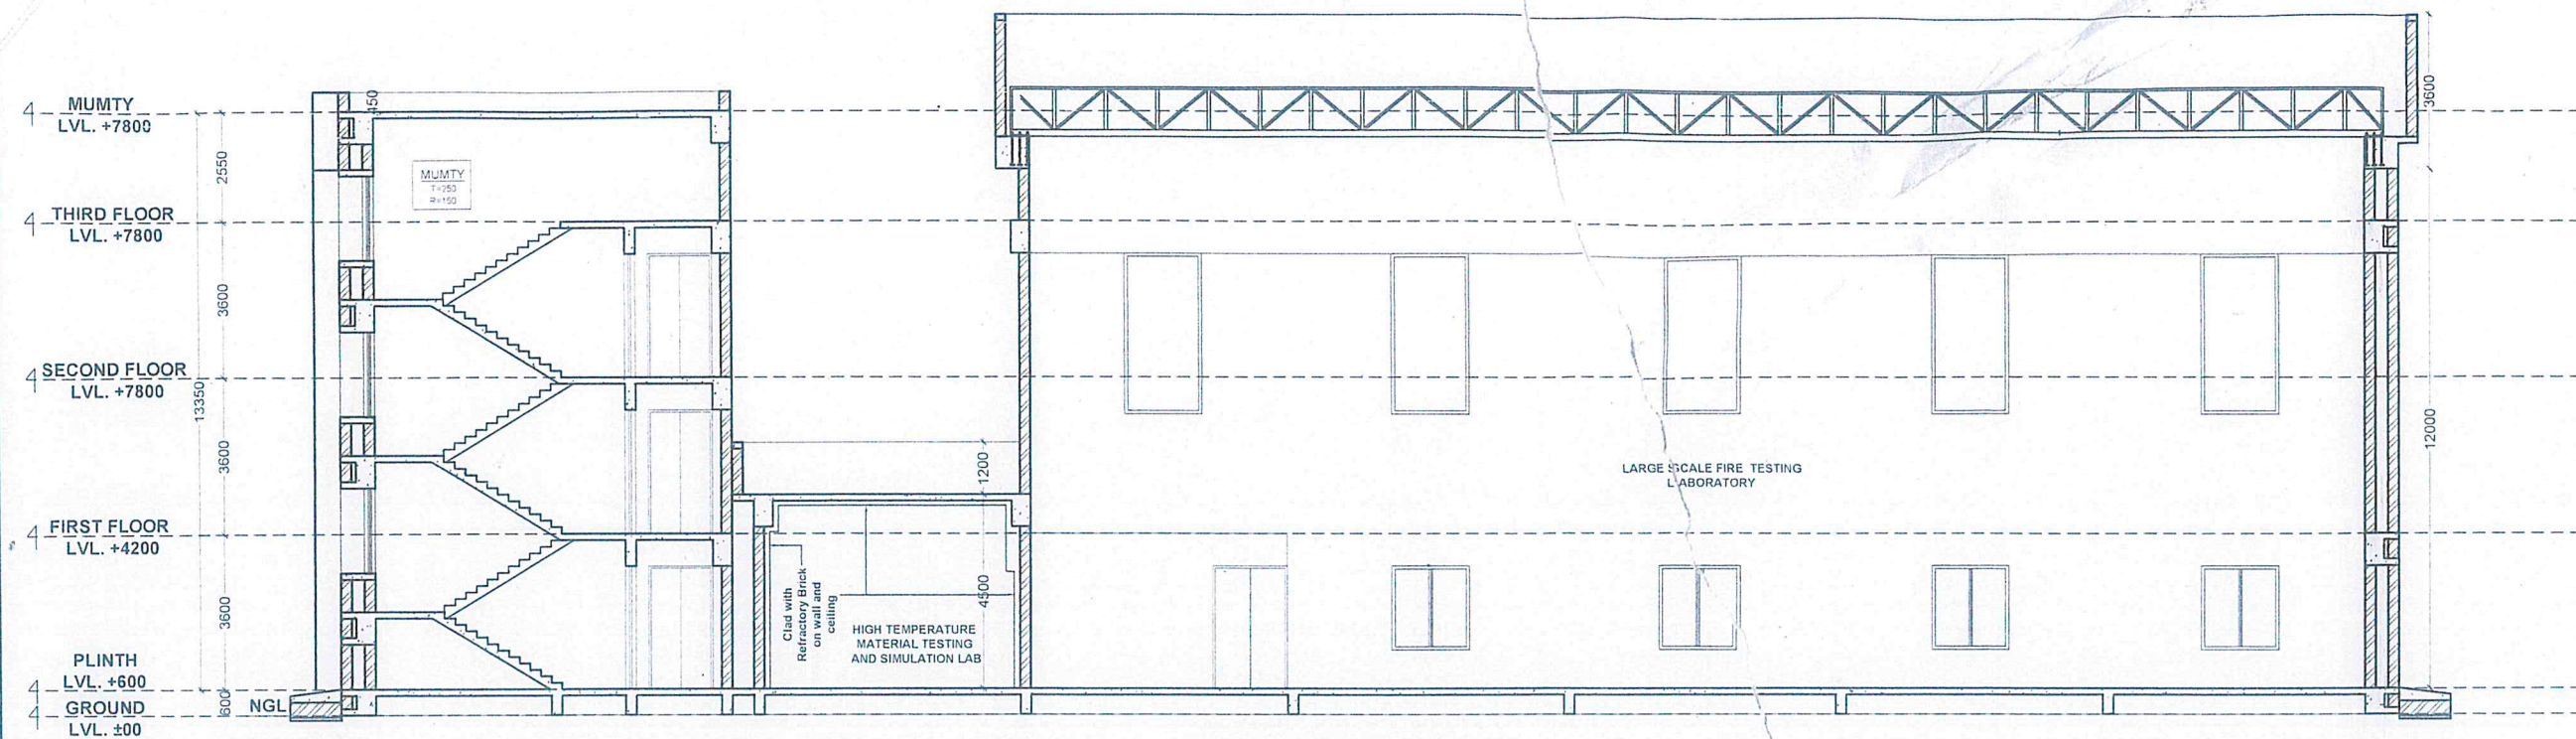 MUMTY
LVL. +7800
THIRD FLOOR
LVL. +7800
SECOND FLOOR
LVL. +7800
FIRST FLOOR
LVL. +4200
PLINTH
LVL. +600
GROUND
LVL. ±00
NGL
13350
2550
3600
3600
3600
600
450
MUMTY
T=250
R=150
1200
4500
Clad with
Refractory Brick
on wall and
ceiling
HIGH TEMPERATURE
MATERIAL TESTING
AND SIMULATION LAB
LARGE SCALE FIRE TESTING
LABORATORY
3600
12000